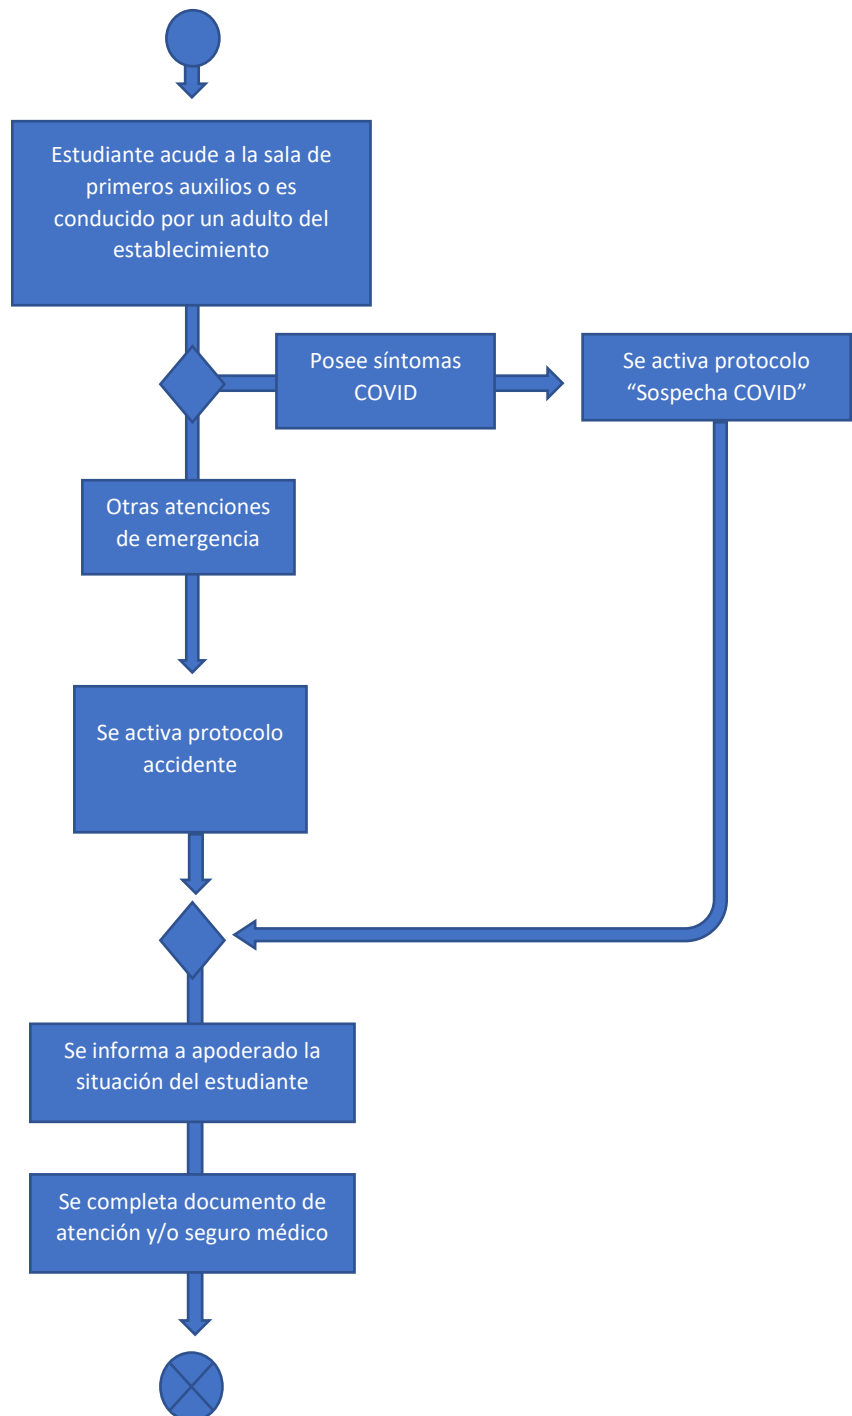 Estudiante acude a la sala de
primeros auxilios o es
conducido por un adulto del
establecimiento
Posee síntomas
COVID
Se activa protocolo
“Sospecha COVID”
Otras atenciones
de emergencia
Se activa protocolo
accidente
Se informa a apoderado la
situación del estudiante
Se completa documento de
atención y/o seguro médico